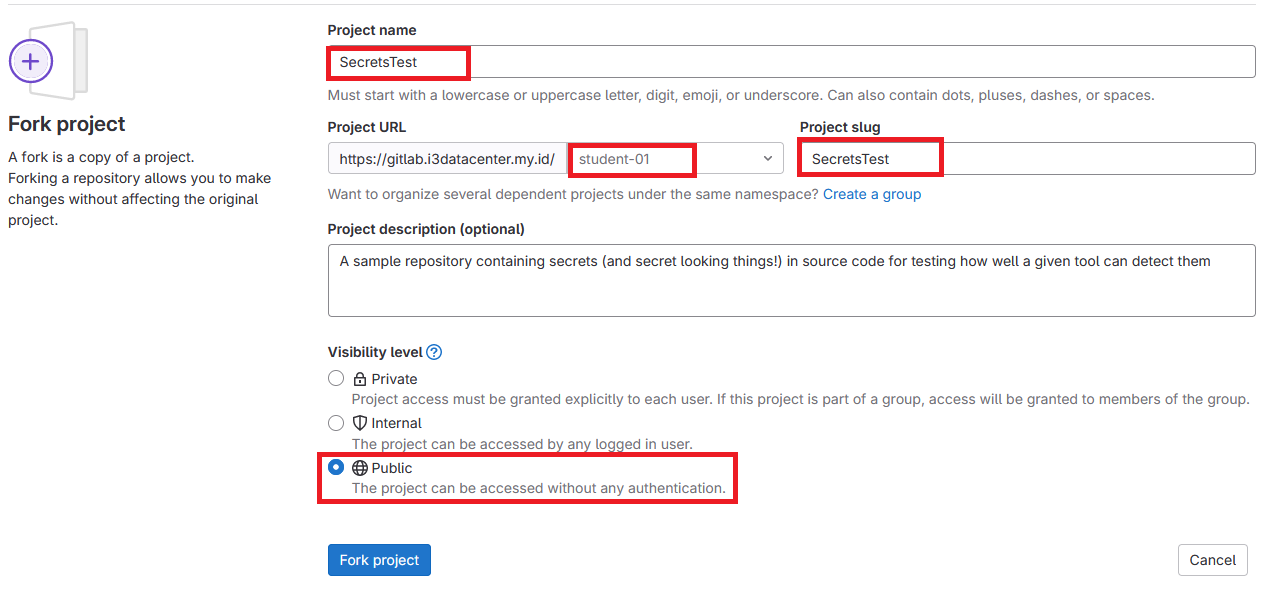 Fork project
A fork is a copy of a project.
Forking a repository allows you to make
changes without affecting the original
project.
Project name
SecretsTest
Must start with a lowercase or uppercase letter, digit, emoji, or underscore. Can also contain dots, pluses, dashes, or spaces.
Project URL
https://gitlab.i3datacenter.my.id/
student-01
Project slug
SecretsTest
Want to organize several dependent projects under the same namespace? Create a group
Project description (optional)
A sample repository containing secrets (and secret looking things!) in source code for testing how well a given tool can detect them
Visibility level
Private
Project access must be granted explicitly to each user. If this project is part of a group, access will be granted to members of the group.
Internal
The project can be accessed by any logged in user.
Public
The project can be accessed without any authentication.
Fork project
Cancel